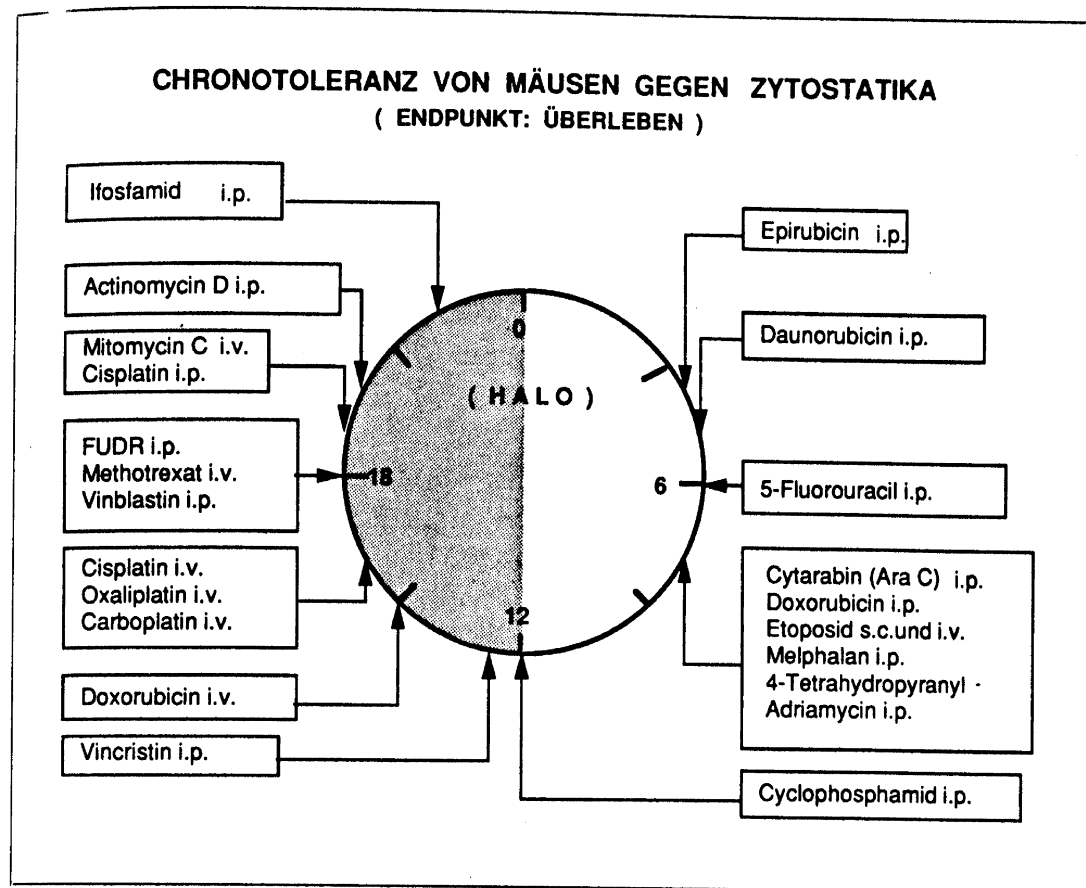 CHRONOTOLERANZ VON MÄUSEN GEGEN ZYTOSTATIKA
( ENDPUNKT: ÜBERLEBEN )
Ifosfamid i.p.
Actinomycin D i.p.
Mitomycin C i.v.
Cisplatin i.p.
FUDR i.p.
Methotrexat i.v.
Vinblastin i.p.
Cisplatin i.v.
Oxaliplatin i.v.
Carboplatin i.v.
Doxorubicin i.v.
Vincristin i.p.
0
( HALO )
18
6
12
Epirubicin i.p.
Daunorubicin i.p.
5-Fluorouracil i.p.
Cytarabin (Ara C) i.p.
Doxorubicin i.p.
Etoposid s.c.und i.v.
Melphalan i.p.
4-Tetrahydropyranyl -
Adriamycin i.p.
Cyclophosphamid i.p.